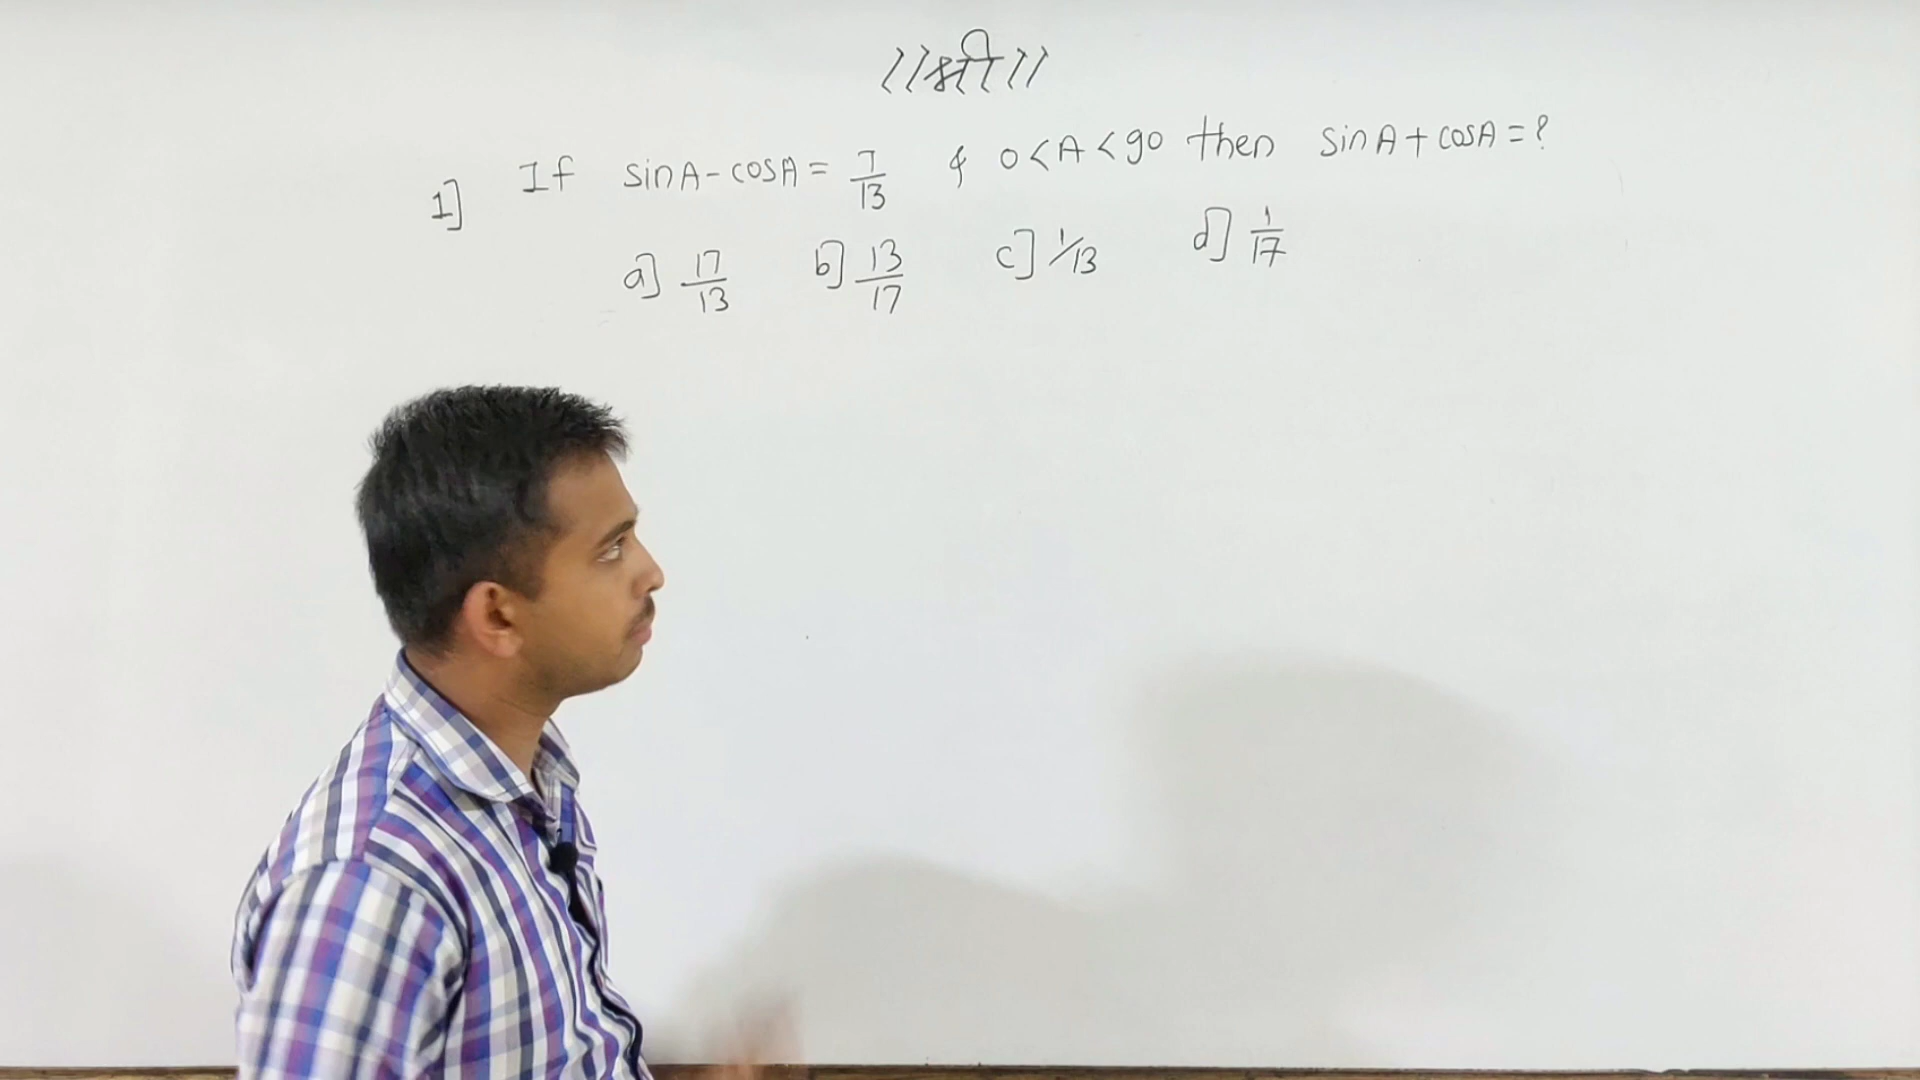 //श्री//
1] If sinA-cosA = 7/13 & 0<A<90 then sinA+cosA=?
a] 17/13 b] 13/17 c] 1/13 d] 1/17